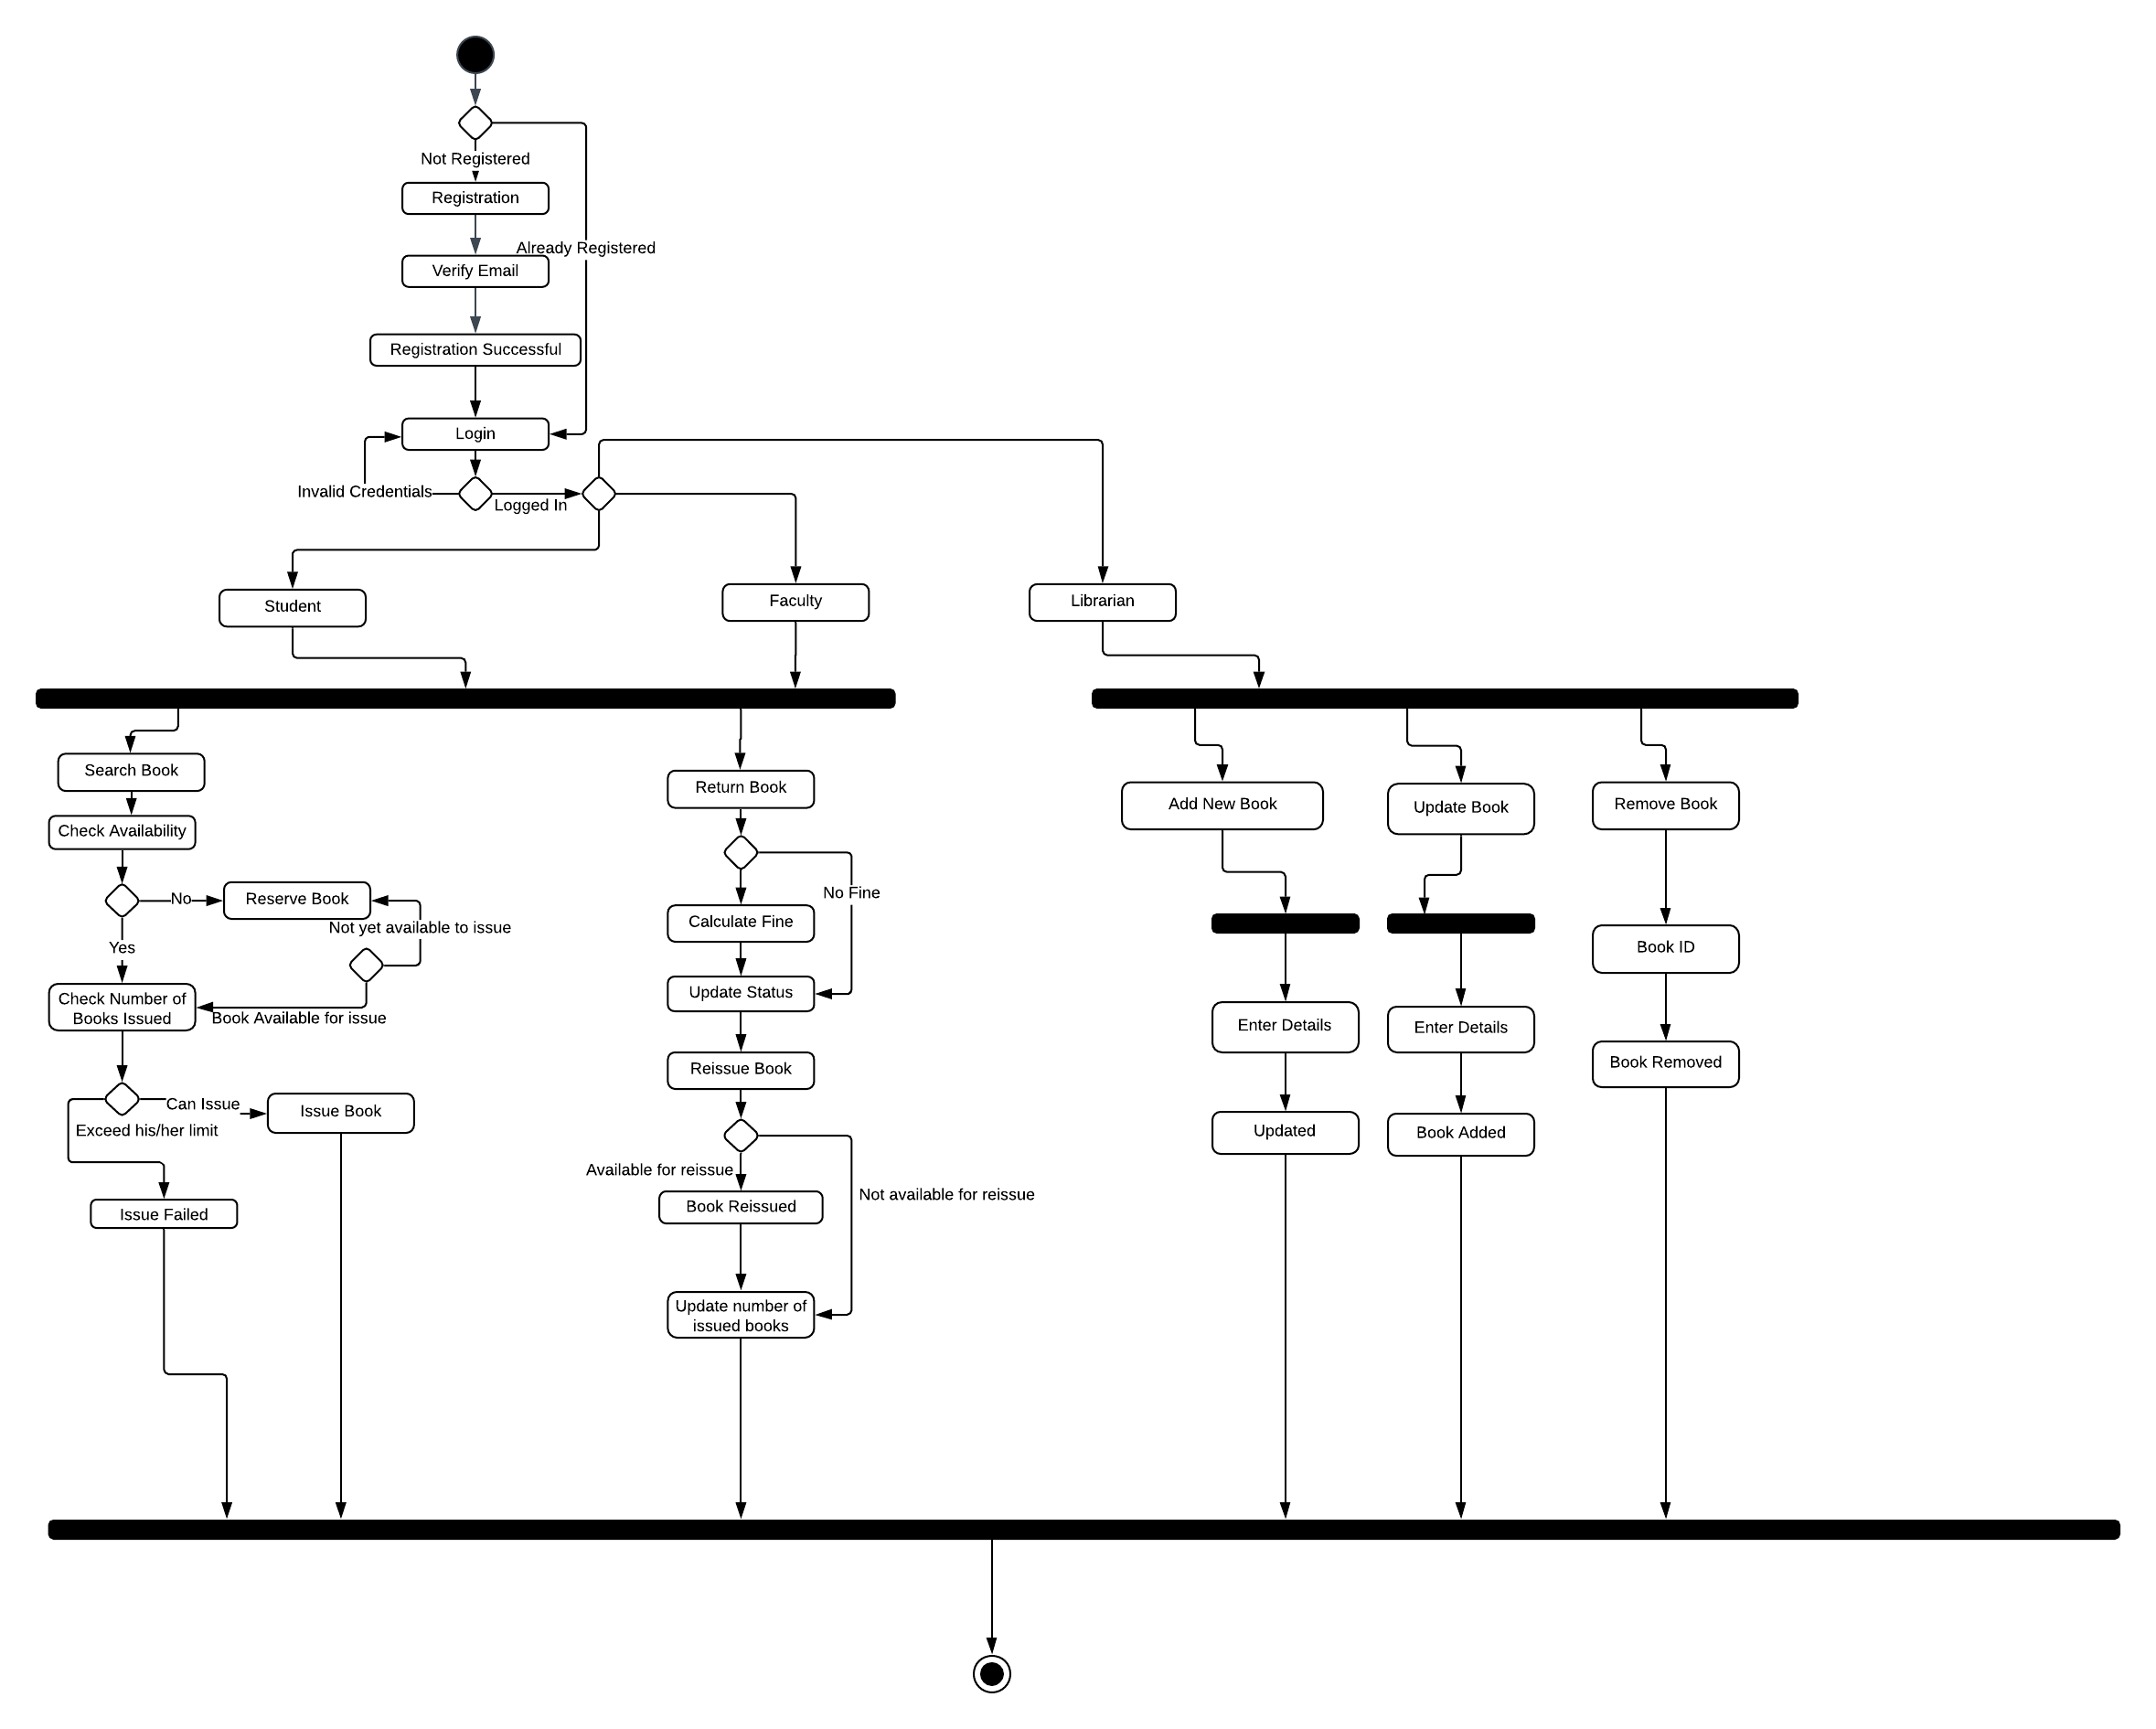 Not Registered
Registration
Already Registered
Verify Email
Registration Successful
Login
Invalid Credentials
Logged In
Student
Faculty
Librarian
Search Book
Check Availability
No
Reserve Book
Not yet available to issue
Yes
Check Number of
Books Issued
Book Available for issue
Can Issue
Issue Book
Exceed his/her limit
Issue Failed
Return Book
No Fine
Calculate Fine
Update Status
Reissue Book
Available for reissue
Not available for reissue
Book Reissued
Update number of
issued books
Add New Book
Enter Details
Updated
Update Book
Enter Details
Book Added
Remove Book
Book ID
Book Removed